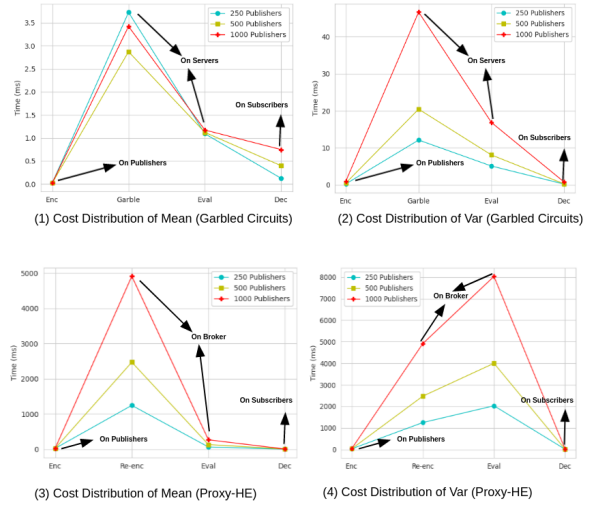 250 Publishers
500 Publishers
1000 Publishers
3.5
3.0
2.5
2.0
1.5
1.0
0.5
0.0
Time (ms)
On Servers
On Subscribers
On Publishers
Enc Garble Eval Dec
(1) Cost Distribution of Mean (Garbled Circuits)
250 Publishers
500 Publishers
1000 Publishers
40
30
20
10
0
Time (ms)
On Servers
On Subscribers
On Publishers
Enc Garble Eval Dec
(2) Cost Distribution of Var (Garbled Circuits)
250 Publishers
500 Publishers
1000 Publishers
5000
4000
3000
2000
1000
0
Time (ms)
On Broker
On Subscribers
On Publishers
Enc Re-enc Eval Dec
(3) Cost Distribution of Mean (Proxy-HE)
250 Publishers
500 Publishers
1000 Publishers
8000
7000
6000
5000
4000
3000
2000
1000
0
Time (ms)
On Broker
On Subscribers
On Publishers
Enc Re-enc Eval Dec
(4) Cost Distribution of Var (Proxy-HE)